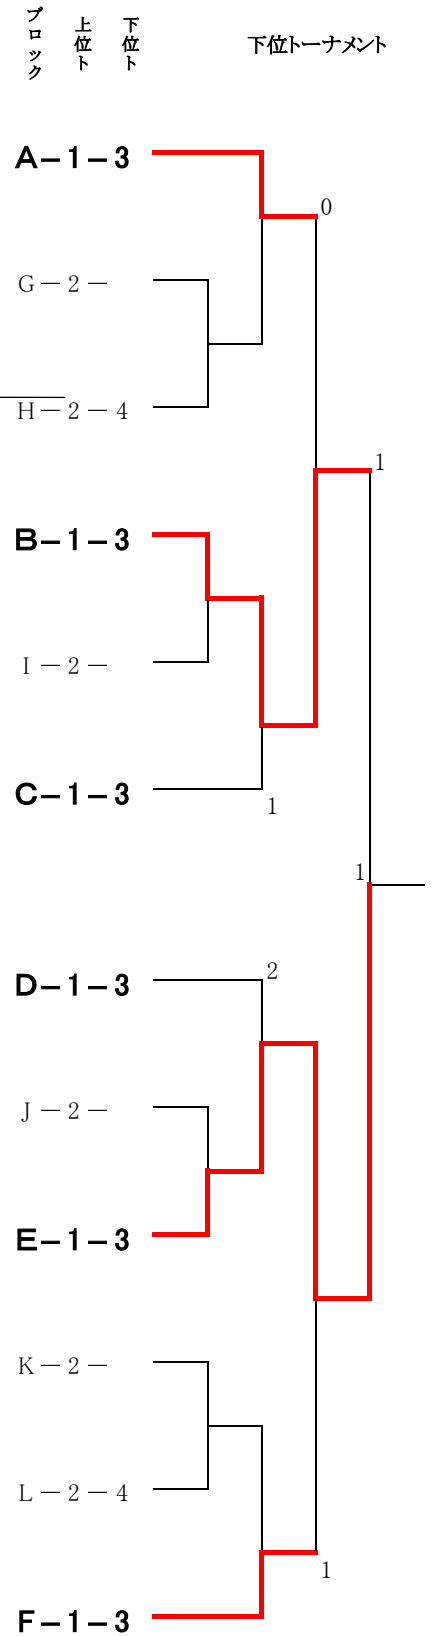 ブロック
上位ト
下位ト
下位トーナメント
A－1－3
0
G－2－
H－2－4
1
B－1－3
I－2－
C－1－3
1
1
D－1－3
2
J－2－
E－1－3
K－2－
L－2－4
1
F－1－3